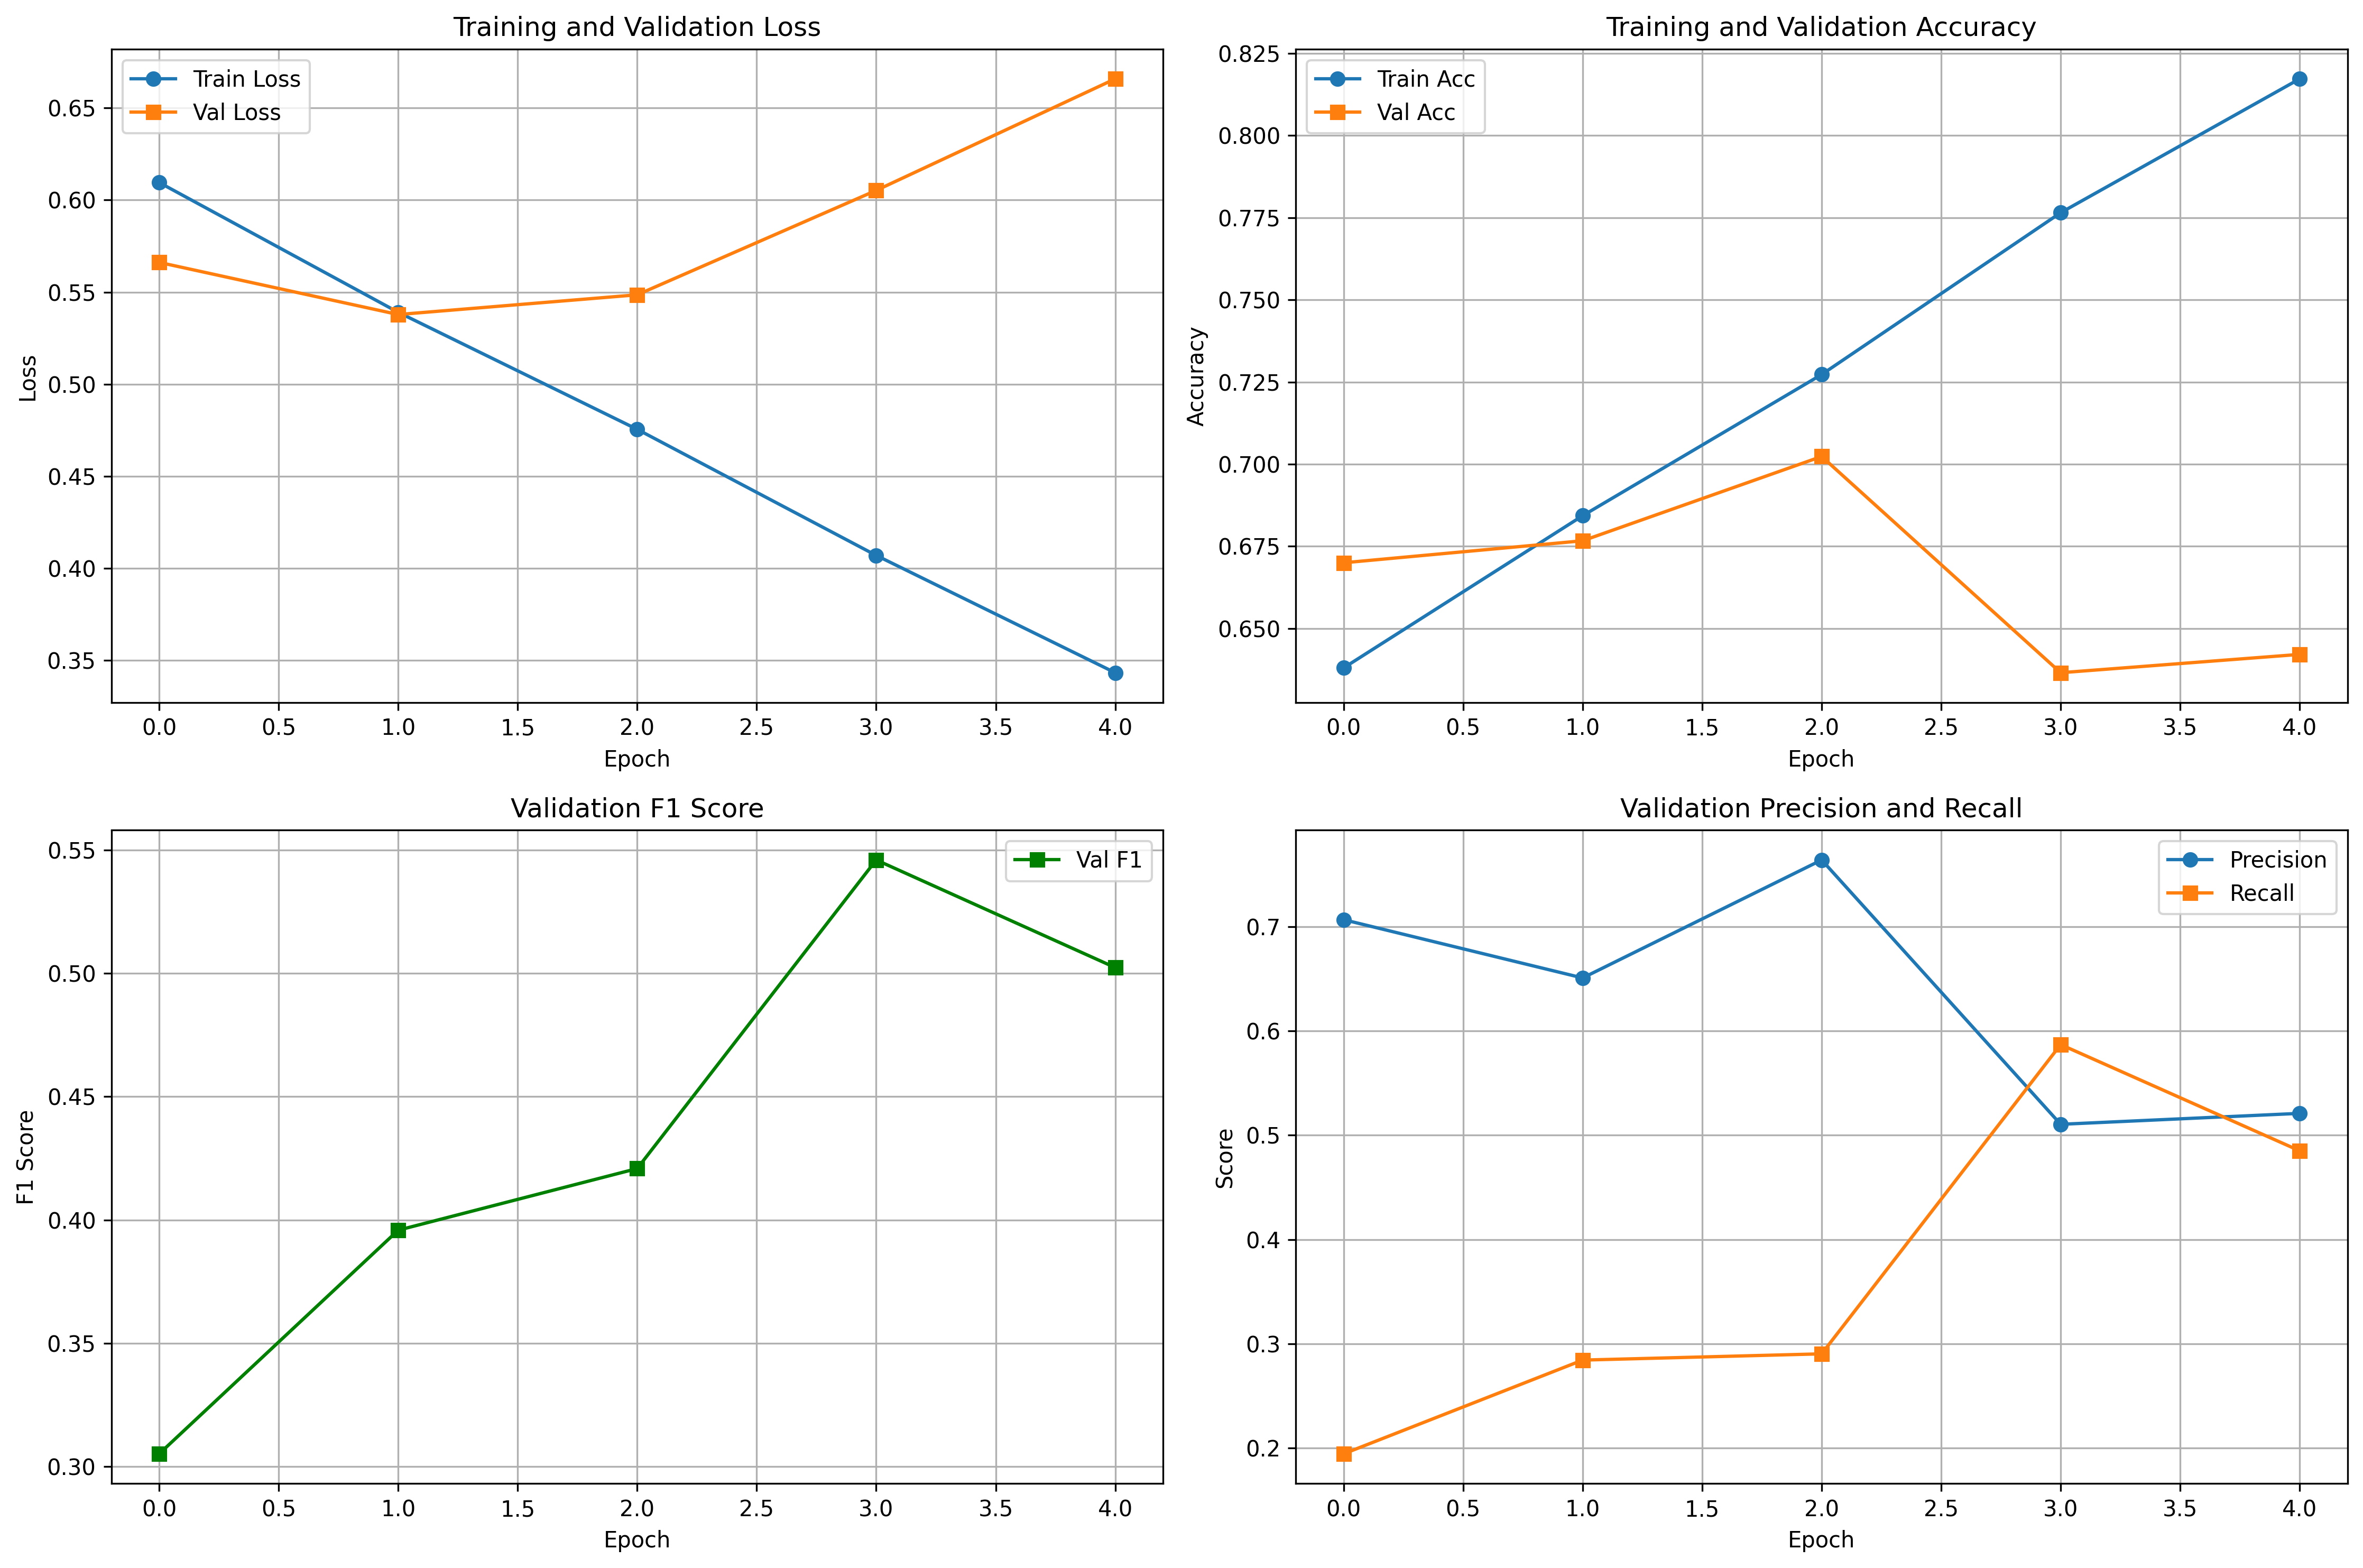 Training and Validation Loss
Train Loss
Val Loss
0.65
0.60
0.55
0.50
0.45
0.40
0.35
Loss
0.0 0.5 1.0 1.5 2.0 2.5 3.0 3.5 4.0
Epoch
Training and Validation Accuracy
Train Acc
Val Acc
0.825
0.800
0.775
0.750
0.725
0.700
0.675
0.650
Accuracy
0.0 0.5 1.0 1.5 2.0 2.5 3.0 3.5 4.0
Epoch
Validation F1 Score
Val F1
0.55
0.50
0.45
0.40
0.35
0.30
F1 Score
0.0 0.5 1.0 1.5 2.0 2.5 3.0 3.5 4.0
Epoch
Validation Precision and Recall
Precision
Recall
0.7
0.6
0.5
0.4
0.3
0.2
Score
0.0 0.5 1.0 1.5 2.0 2.5 3.0 3.5 4.0
Epoch